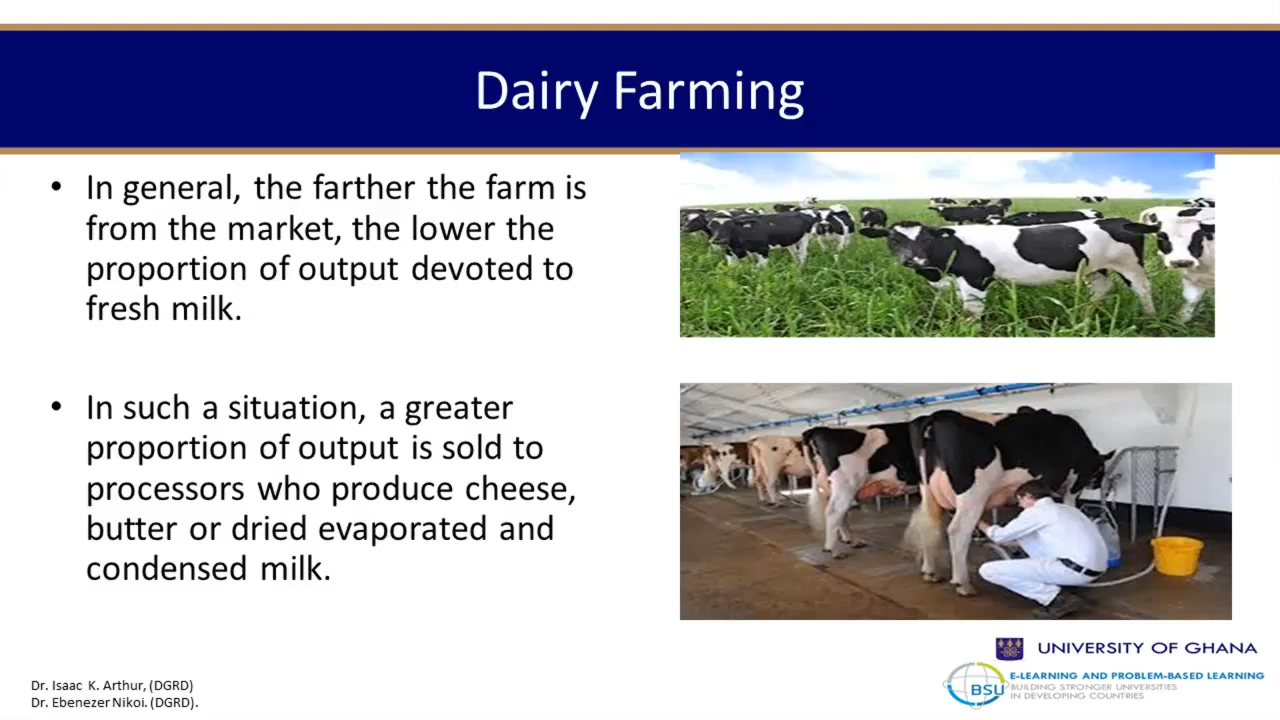 Dairy Farming
• In general, the farther the farm is
from the market, the lower the
proportion of output devoted to
fresh milk.
• In such a situation, a greater
proportion of output is sold to
processors who produce cheese,
butter or dried evaporated and
condensed milk.
UNIVERSITY OF GHANA
BSU
E-LEARNING AND PROBLEM-BASED LEARNING
BUILDING STRONGER UNIVERSITIES
IN DEVELOPING COUNTRIES
Dr. Isaac K. Arthur, (DGRD)
Dr. Ebenezer Nikoi. (DGRD).